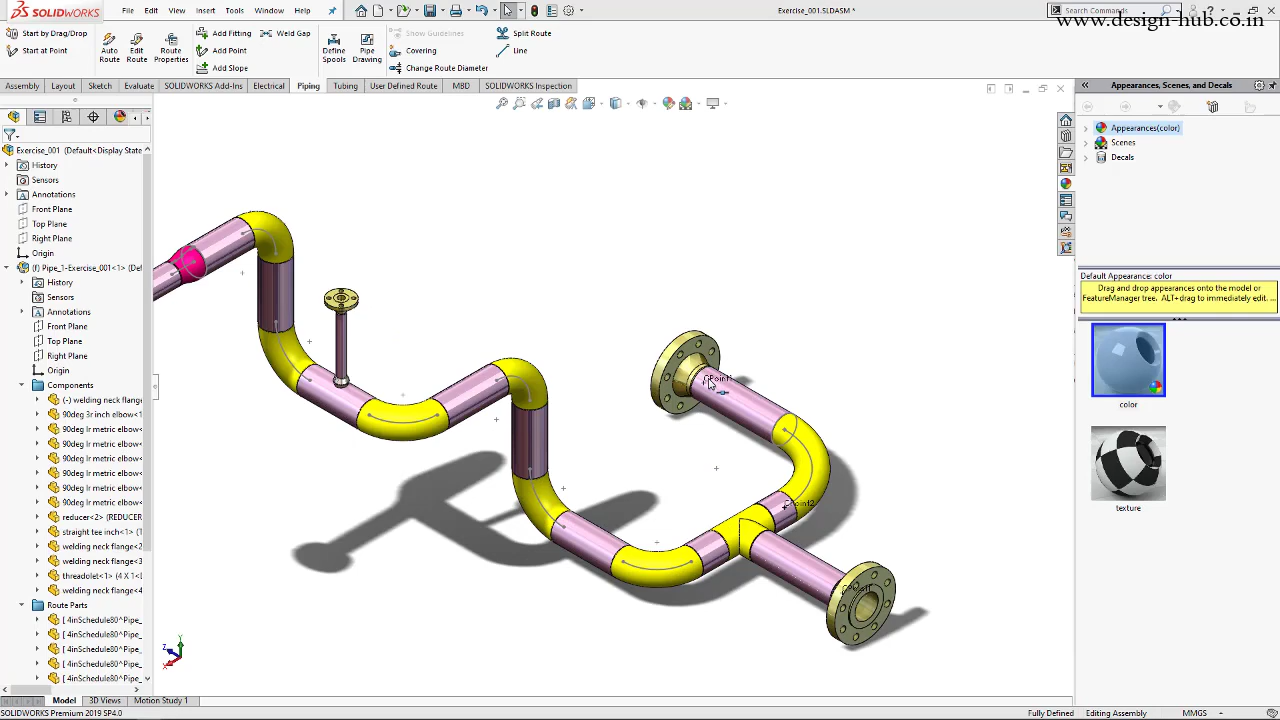 SOLIDWORKS File Edit View Insert Tools Window Help Exercise_001.SLDASM * Search Commands
www.design-hub.co.in
Start by Drag/Drop
Start at Point
Auto Route
Edit Route
Route Properties
Add Fitting
Add Point
Add Slope
Weld Gap
Define Spools
Pipe Drawing
Show Guidelines
Covering
Change Route Diameter
Split Route
Line
Assembly Layout Sketch Evaluate SOLIDWORKS Add-Ins Electrical Piping Tubing User Defined Route MBD SOLIDWORKS Inspection
Exercise_001 (Default<Display State
History
Sensors
Annotations
Front Plane
Top Plane
Right Plane
Origin
(f) Pipe_1-Exercise_001<1> (De
History
Sensors
Annotations
Front Plane
Top Plane
Right Plane
Origin
Components
(-) welding neck flang
90deg 3r inch elbow<
90deg lr metric elbow
90deg lr metric elbow
90deg lr metric elbow
90deg lr metric elbow
90deg lr metric elbow
reducer<2> (REDUCER
straight tee inch<1> (
welding neck flange<2
welding neck flange<3
threadolet<1> (4 X 1<
welding neck flange<4
Route Parts
[ 4inSchedule80^Pipe_
[ 4inSchedule80^Pipe_
[ 4inSchedule80^Pipe_
[ 4inSchedule80^Pipe_
[ 4inSchedule80^Pipe_
CPoint1
CPoint2
Y
Z
X
Appearances, Scenes, and Decals
Appearances(color)
Scenes
Decals
Default Appearance: color
Drag and drop appearances onto the model or
FeatureManager tree. ALT+drag to immediately edit. ...
color
texture
Model 3D Views Motion Study 1
SOLIDWORKS Premium 2019 SP4.0 Fully Defined Editing Assembly MMGS